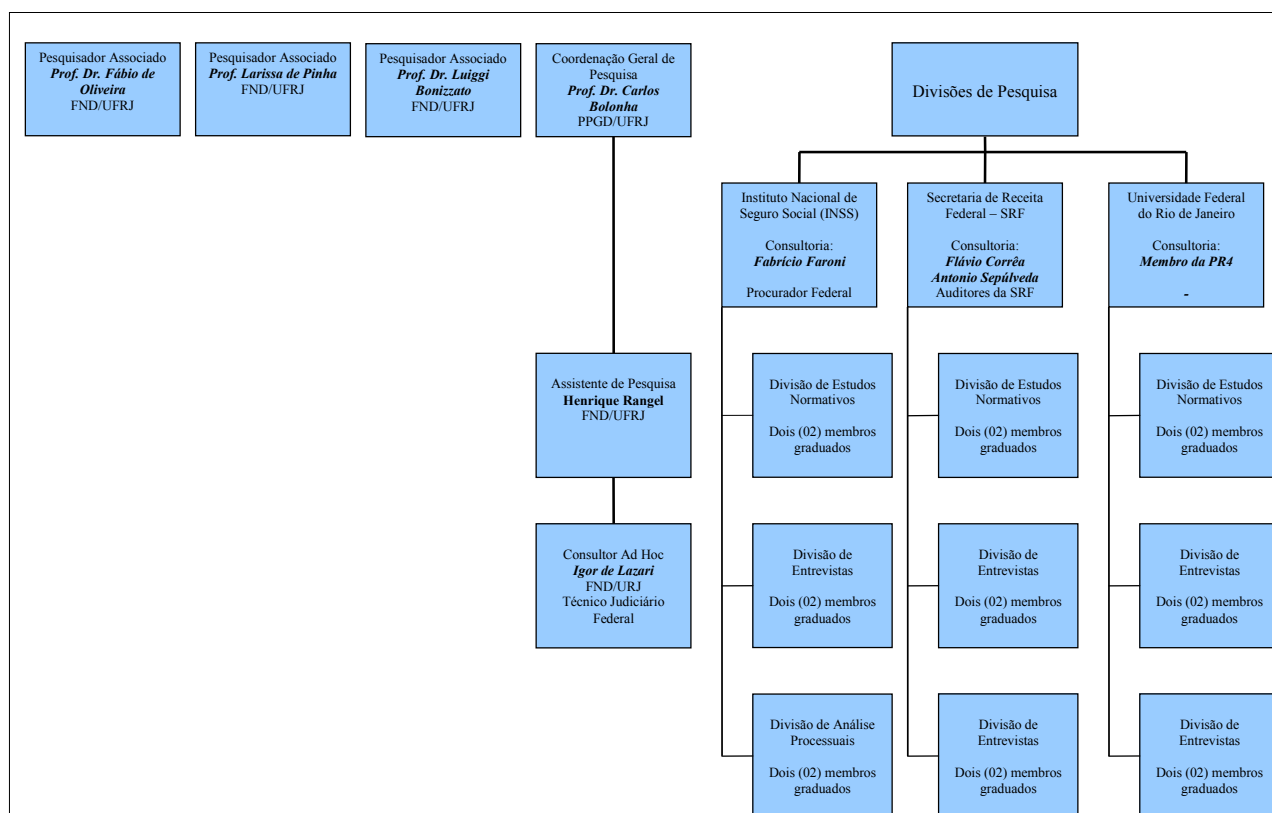 Pesquisador Associado
Prof. Dr. Fábio de
Oliveira
FND/UFRJ
Pesquisador Associado
Prof. Larissa de Pinha
FND/UFRJ
Pesquisador Associado
Prof. Dr. Luiggi
Bonizzato
FND/UFRJ
Coordenação Geral de
Pesquisa
Prof. Dr. Carlos
Bolonha
PPGD/UFRJ
Divisões de Pesquisa
Instituto Nacional de
Seguro Social (INSS)
Consultoria:
Fabrício Faroni
Procurador Federal
Secretaria de Receita
Federal – SRF
Consultoria:
Flávio Corrêa
Antonio Sepúlveda
Auditores da SRF
Universidade Federal
do Rio de Janeiro
Consultoria:
Membro da PR4
-
Assistente de Pesquisa
Henrique Rangel
FND/UFRJ
Divisão de Estudos
Normativos
Dois (02) membros
graduados
Divisão de Estudos
Normativos
Dois (02) membros
graduados
Divisão de Estudos
Normativos
Dois (02) membros
graduados
Consultor Ad Hoc
Igor de Lazari
FND/URJ
Técnico Judiciário
Federal
Divisão de
Entrevistas
Dois (02) membros
graduados
Divisão de
Entrevistas
Dois (02) membros
graduados
Divisão de
Entrevistas
Dois (02) membros
graduados
Divisão de Análise
Processuais
Dois (02) membros
graduados
Divisão de
Entrevistas
Dois (02) membros
graduados
Divisão de
Entrevistas
Dois (02) membros
graduados